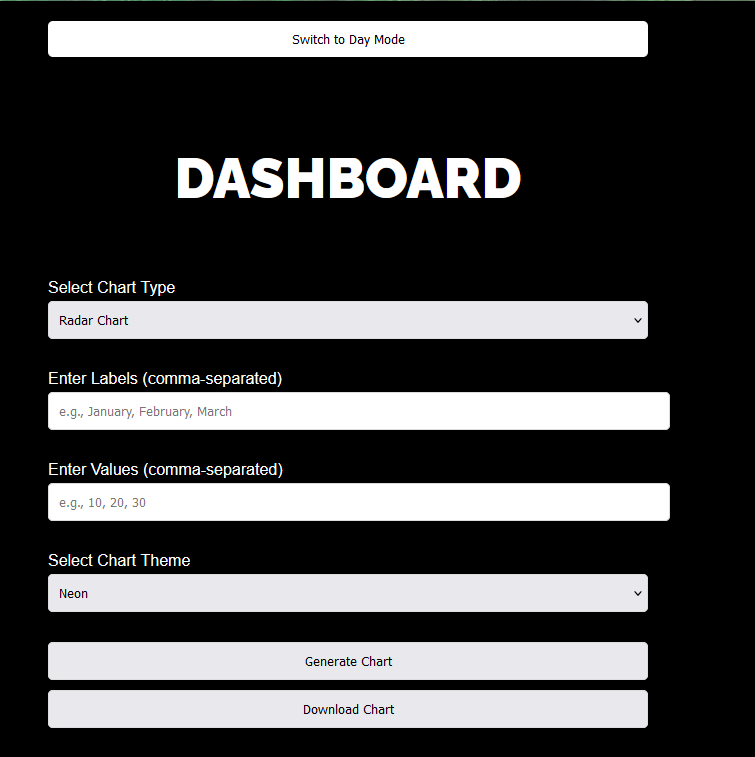 Switch to Day Mode
DASHBOARD
Select Chart Type
Radar Chart
Enter Labels (comma-separated)
e.g., January, February, March
Enter Values (comma-separated)
e.g., 10, 20, 30
Select Chart Theme
Neon
Generate Chart
Download Chart